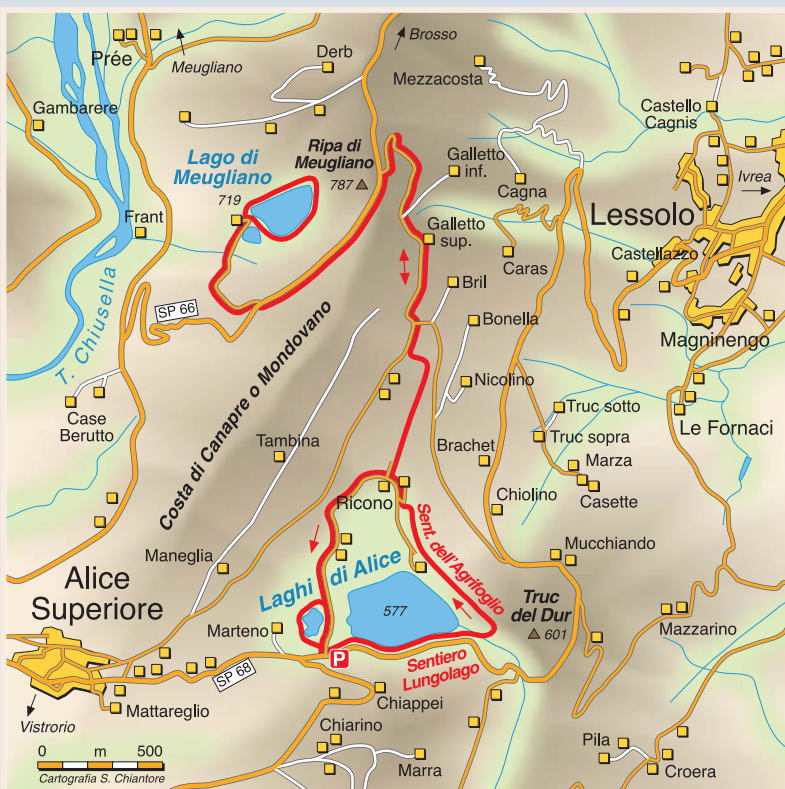 Prée
Meugliano
Derb
Brosso
Mezzacosta
Gambarere
Castello
Cagnis
Ripa di
Meugliano
787
Lago di
Meugliano
719
Galletto
inf.
Cagna
Ivrea
Lessolo
Frant
Galletto
sup.
Caras
Castellazzo
T. Chiusella
SP 66
Bril
Bonella
Magninengo
Costa di Canapre o Mondovano
Nicolino
Case
Berutto
Truc sotto
Le Fornaci
Tambina
Brachet
Truc sopra
Marza
Casette
Ricono
Chiolino
Sent. dell'Agrifoglio
Maneglia
Mucchiando
Alice
Superiore
Laghi di Alice
577
Truc
del Dur
601
Marteno
Mazzarino
P
Sentiero
Lungolago
SP 68
Chiappei
Mattareglio
Vistrorio
Chiarino
Marra
Pila
Croera
0 m 500
Cartografia S. Chiantore